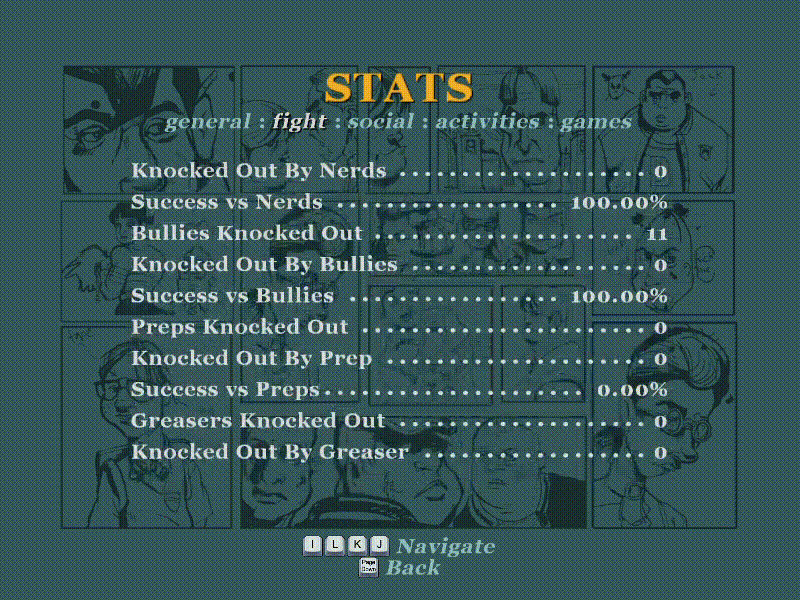 STATS
general : fight : social : activities : games
Knocked Out By Nerds .................... 0
Success vs Nerds .................. 100.00%
Bullies Knocked Out ..................... 11
Knocked Out By Bullies ................... 0
Success vs Bullies ................. 100.00%
Preps Knocked Out ....................... 0
Knocked Out By Prep ..................... 0
Success vs Preps..................... 0.00%
Greasers Knocked Out .................... 0
Knocked Out By Greaser .................. 0
I L K J Navigate
Page Down Back